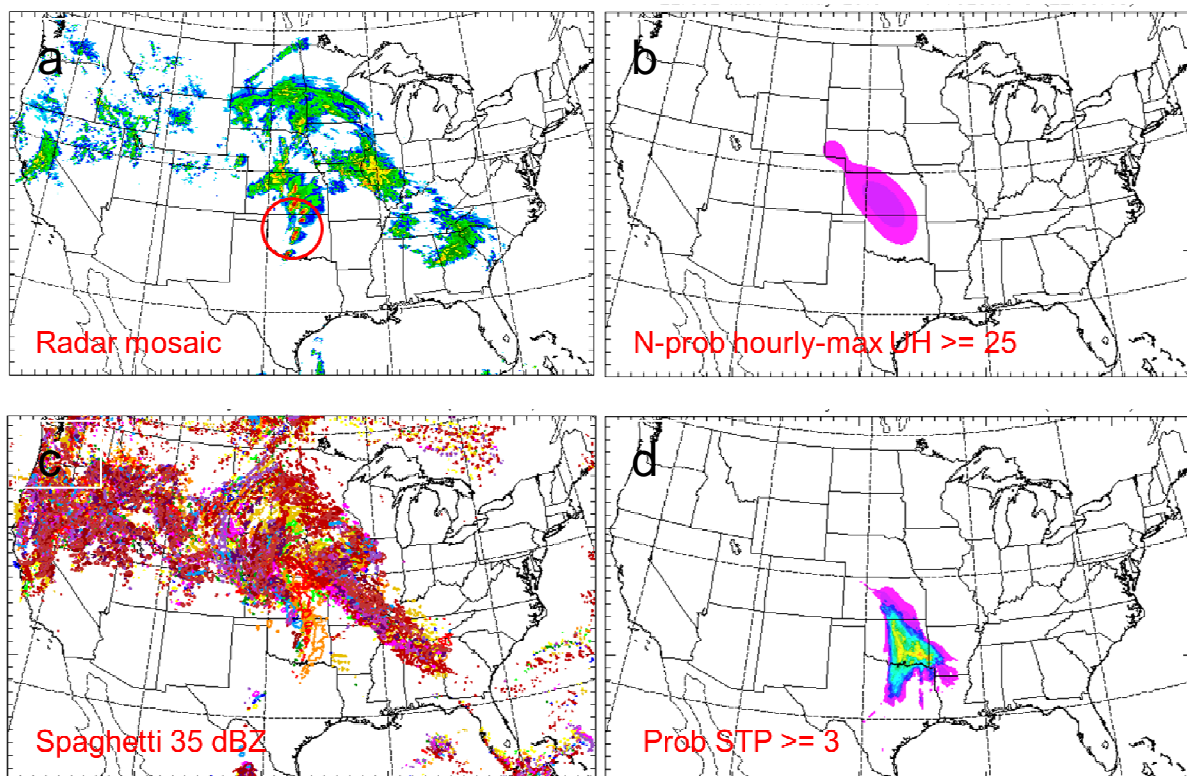 a
b
Radar mosaic
N-prob hourly-max UH >= 25
c
d
Spaghetti 35 dBZ
Prob STP >= 3